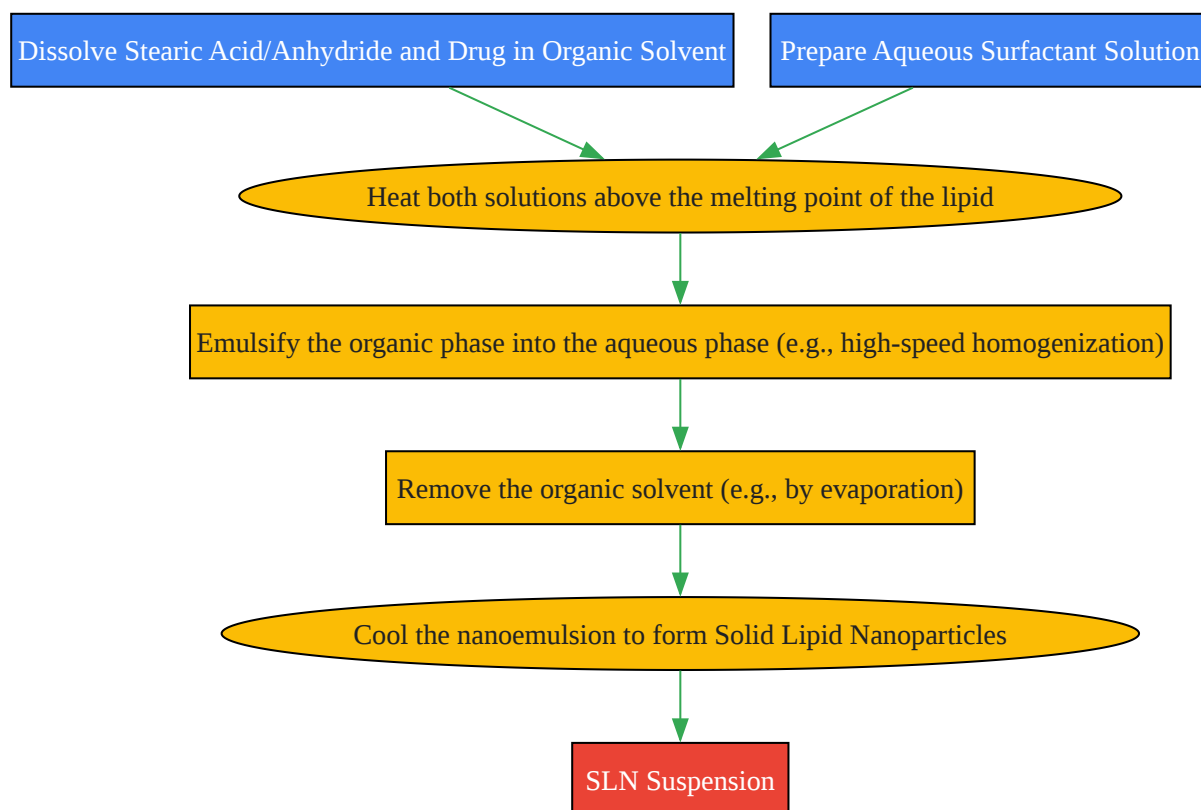 Dissolve Stearic Acid/Anhydride and Drug in Organic Solvent
Prepare Aqueous Surfactant Solution
Heat both solutions above the melting point of the lipid
Emulsify the organic phase into the aqueous phase (e.g., high-speed homogenization)
Remove the organic solvent (e.g., by evaporation)
Cool the nanoemulsion to form Solid Lipid Nanoparticles
SLN Suspension